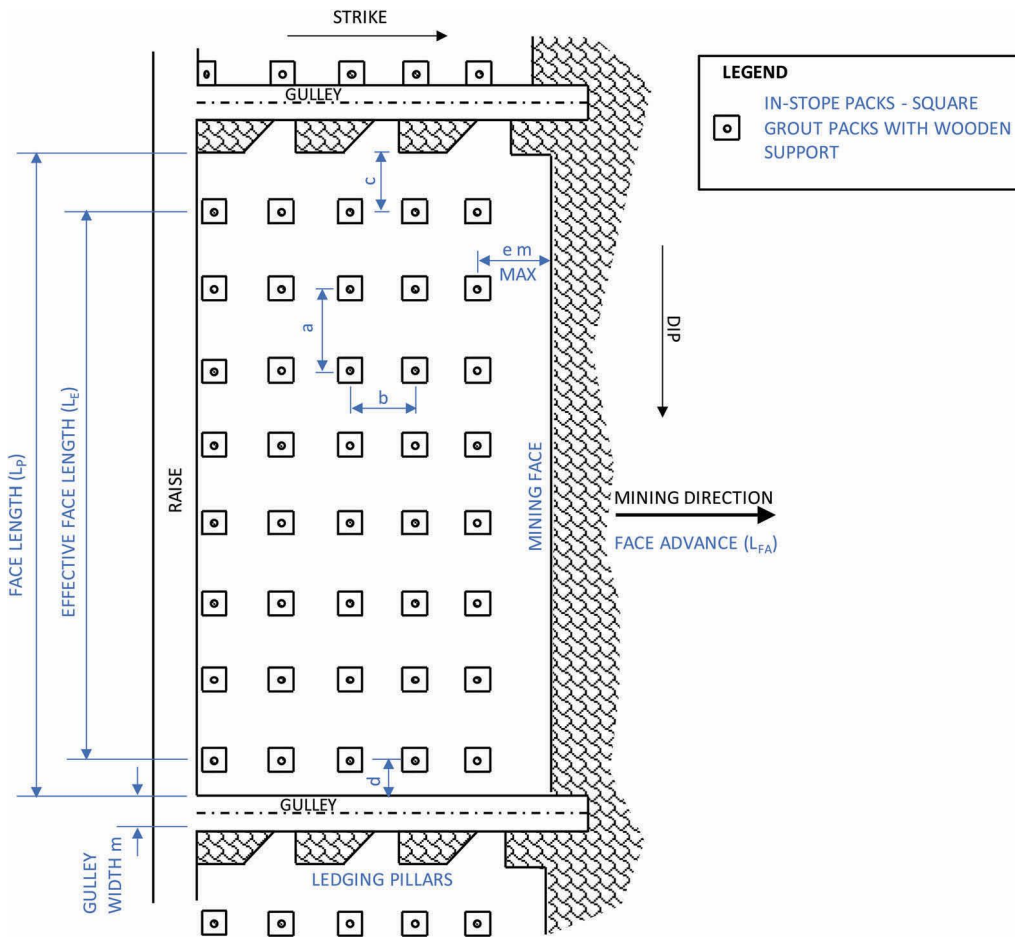 STRIKE
LEGEND
IN-STOPE PACKS - SQUARE
GROUT PACKS WITH WOODEN
SUPPORT
GULLEY
c
e m
MAX
a
b
DIP
FACE LENGTH (LP)
EFFECTIVE FACE LENGTH (LE)
RAISE
MINING FACE
MINING DIRECTION
FACE ADVANCE (LFA)
d
GULLEY
GULLEY
WIDTH m
LEDGING PILLARS